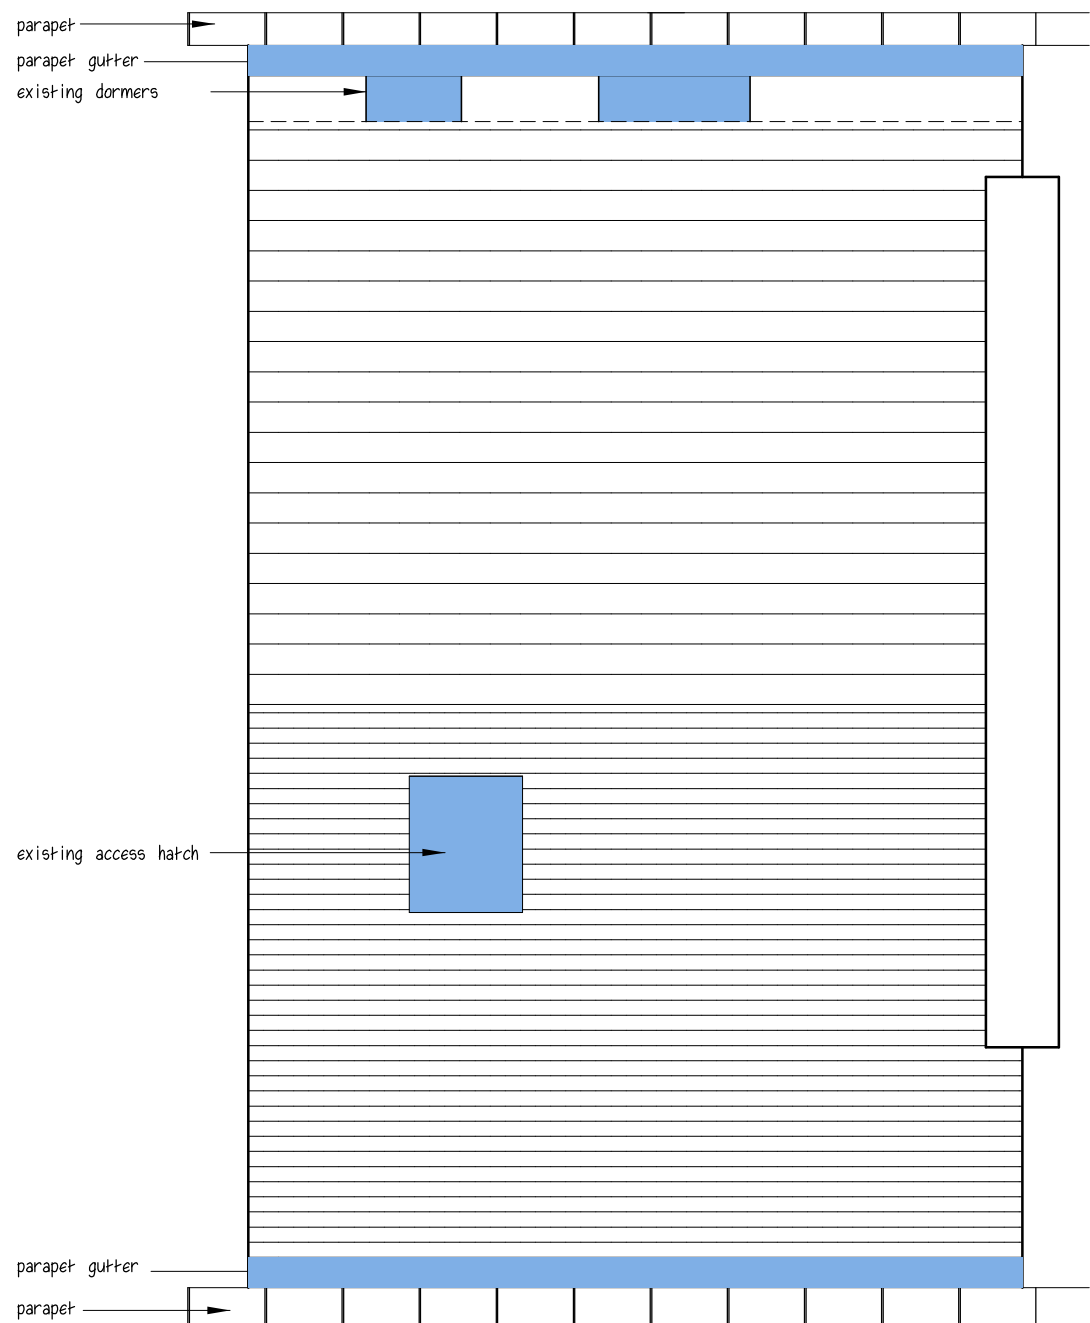 parapet
parapet gutter
existing dormers
existing access hatch
parapet gutter
parapet